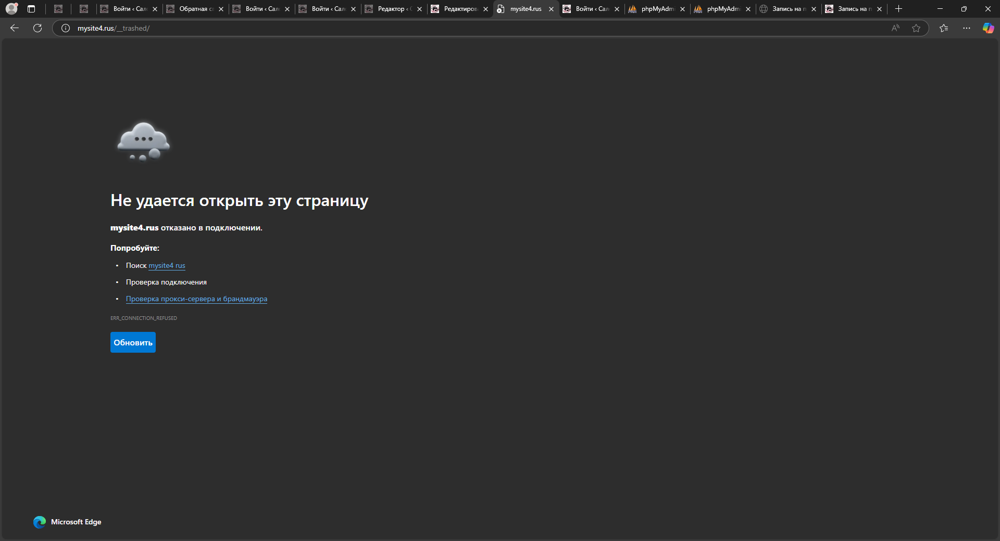 Войти ‹ Сал
Обратная с
Войти ‹ Сал
Войти ‹ Сал
Редактор ‹
Редактиров
mysite4.rus
Войти ‹ Сал
phpMyAdmi
phpMyAdmi
Запись на п
Запись на п
mysite4.rus/__trashed/
Не удается открыть эту страницу
mysite4.rus отказано в подключении.
Попробуйте:
• Поиск mysite4 rus
• Проверка подключения
• Проверка прокси-сервера и брандмауэра
ERR_CONNECTION_REFUSED
Обновить
Microsoft Edge